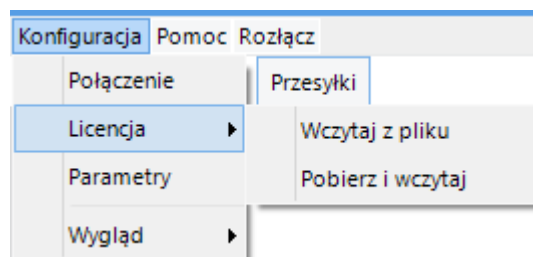 Konfiguracja Pomoc Rozłącz
Połączenie
Przesyłki
Licencja
Wczytaj z pliku
Parametry
Pobierz i wczytaj
Wygląd